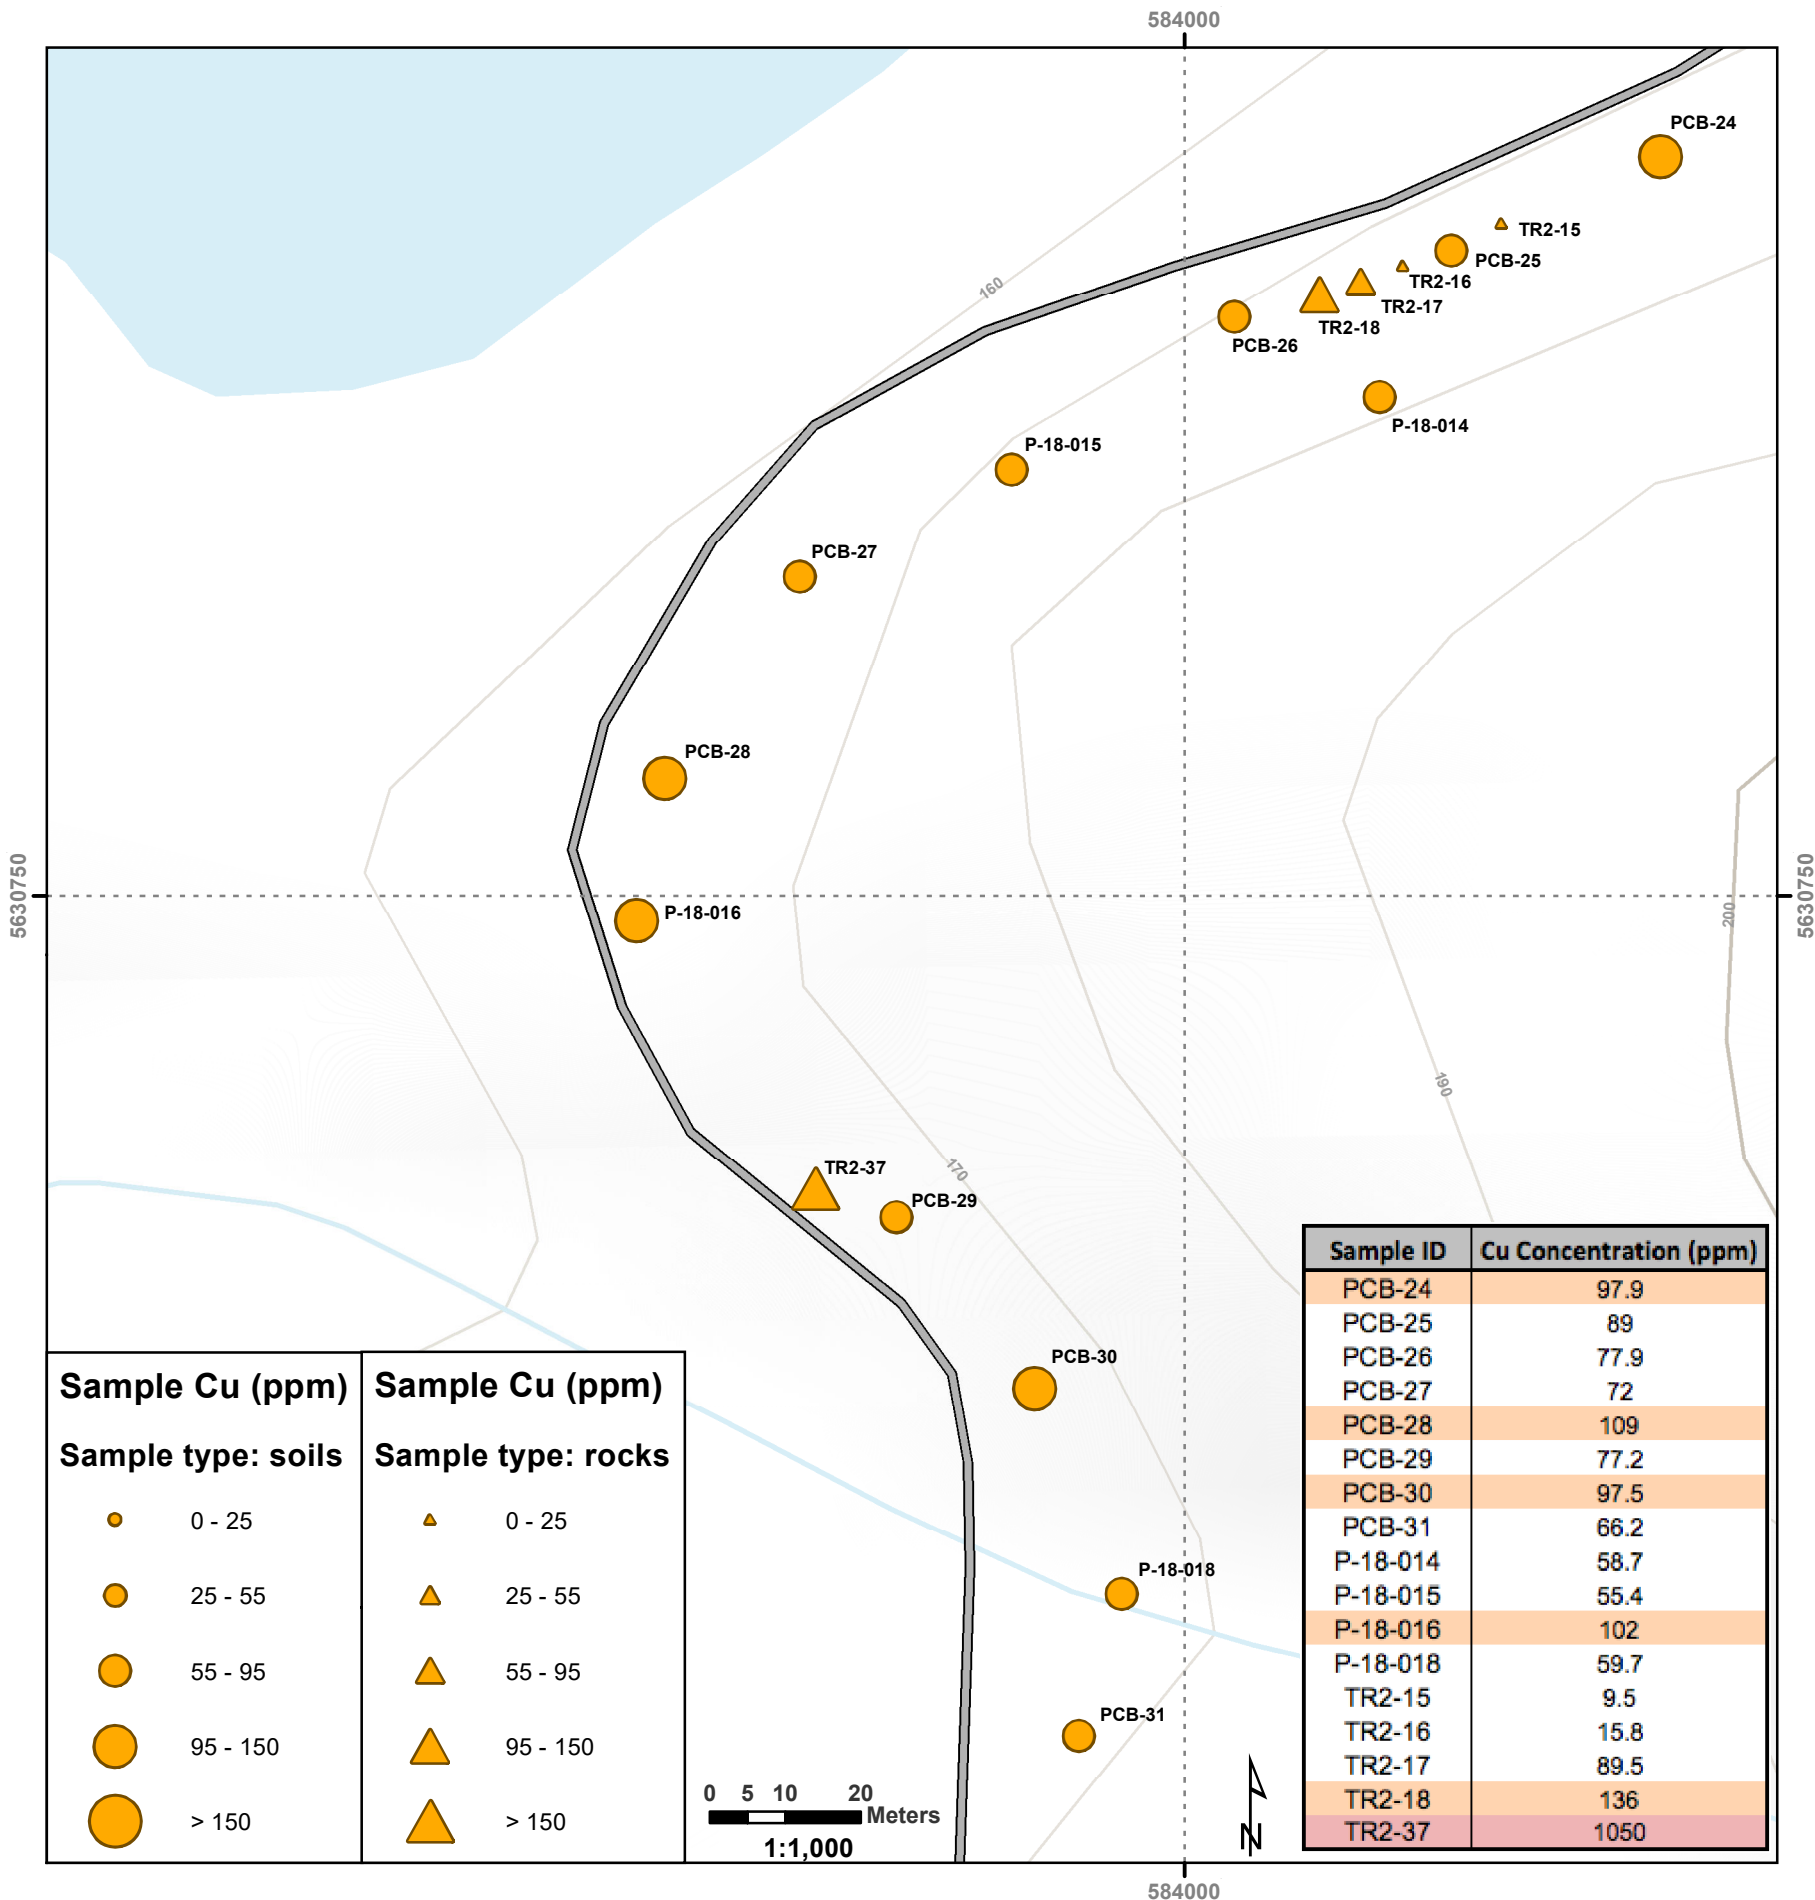 584000
PCB-24
TR2-15
PCB-25
TR2-16
160
TR2-17
TR2-18
PCB-26
P-18-014
P-18-015
PCB-27
PCB-28
5630750
5630750
P-18-016
200
190
TR2-37
170
PCB-29
PCB-30
P-18-018
PCB-31
Sample ID Cu Concentration (ppm)
PCB-24 97.9
PCB-25 89
PCB-26 77.9
PCB-27 72
PCB-28 109
PCB-29 77.2
PCB-30 97.5
PCB-31 66.2
P-18-014 58.7
P-18-015 55.4
P-18-016 102
P-18-018 59.7
TR2-15 9.5
TR2-16 15.8
TR2-17 89.5
TR2-18 136
TR2-37 1050
Sample Cu (ppm)
Sample type: soils
0 - 25
25 - 55
55 - 95
95 - 150
> 150
Sample Cu (ppm)
Sample type: rocks
0 - 25
25 - 55
55 - 95
95 - 150
> 150
0 5 10 20
Meters
1:1,000
N
584000